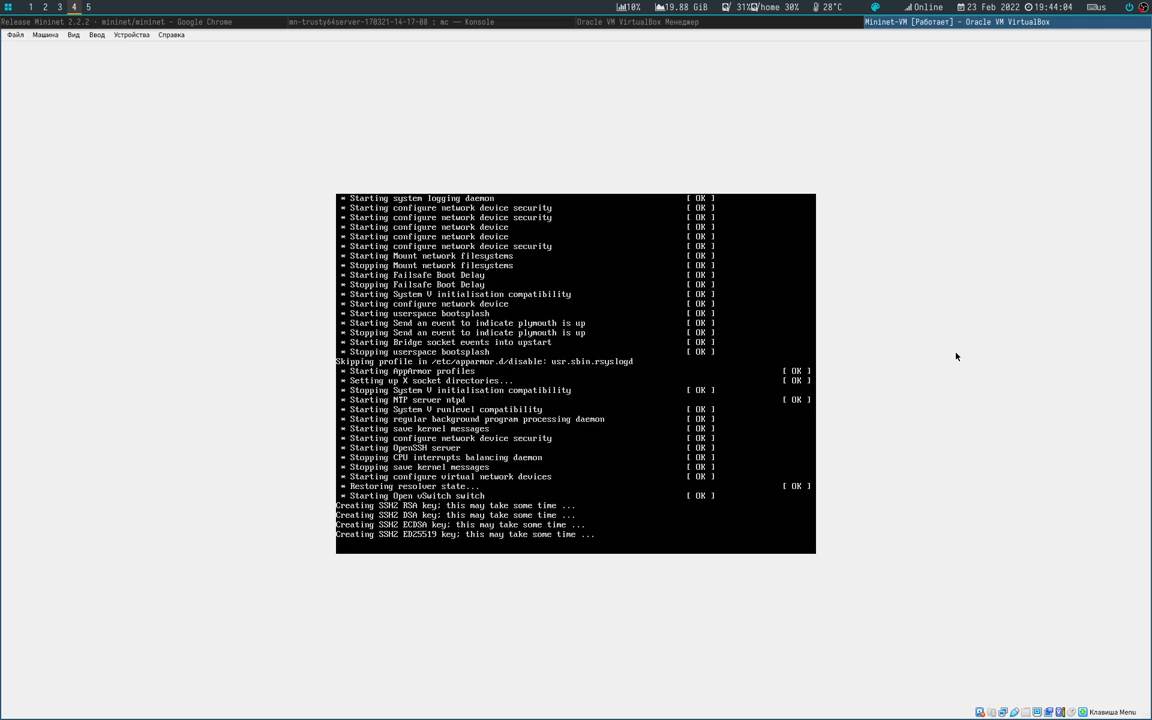 1 2 3 4 5 10% 19.88 GiB 31% /home 30% 28°C Online 23 Feb 2022 19:44:04 us
Release Mininet 2.2.2 · mininet/mininet - Google Chrome
mn-trusty64server-170321-14-17-08 : mc — Konsole
Oracle VM VirtualBox Менеджер
Mininet-VM [Работает] - Oracle VM VirtualBox
Файл Машина Вид Ввод Устройства Справка
* Starting system logging daemon [ OK ]
* Starting configure network device security [ OK ]
* Starting configure network device security [ OK ]
* Starting configure network device [ OK ]
* Starting configure network device [ OK ]
* Starting configure network device security [ OK ]
* Starting Mount network filesystems [ OK ]
* Stopping Mount network filesystems [ OK ]
* Starting Failsafe Boot Delay [ OK ]
* Stopping Failsafe Boot Delay [ OK ]
* Starting System V initialisation compatibility [ OK ]
* Starting configure network device [ OK ]
* Starting userspace bootsplash [ OK ]
* Starting Send an event to indicate plymouth is up [ OK ]
* Stopping Send an event to indicate plymouth is up [ OK ]
* Starting Bridge socket events into upstart [ OK ]
* Stopping userspace bootsplash [ OK ]
Skipping profile in /etc/apparmor.d/disable: usr.sbin.rsyslogd
* Starting AppArmor profiles [ OK ]
* Setting up X socket directories... [ OK ]
* Stopping System V initialisation compatibility [ OK ]
* Starting NTP server ntpd [ OK ]
* Starting System V runlevel compatibility [ OK ]
* Starting regular background program processing daemon [ OK ]
* Starting save kernel messages [ OK ]
* Starting configure network device security [ OK ]
* Starting OpenSSH server [ OK ]
* Stopping CPU interrupts balancing daemon [ OK ]
* Stopping save kernel messages [ OK ]
* Starting configure virtual network devices [ OK ]
* Restoring resolver state... [ OK ]
* Starting Open vSwitch switch [ OK ]
Creating SSH2 RSA key; this may take some time ...
Creating SSH2 DSA key; this may take some time ...
Creating SSH2 ECDSA key; this may take some time ...
Creating SSH2 ED25519 key; this may take some time ...
Клавиша Menu